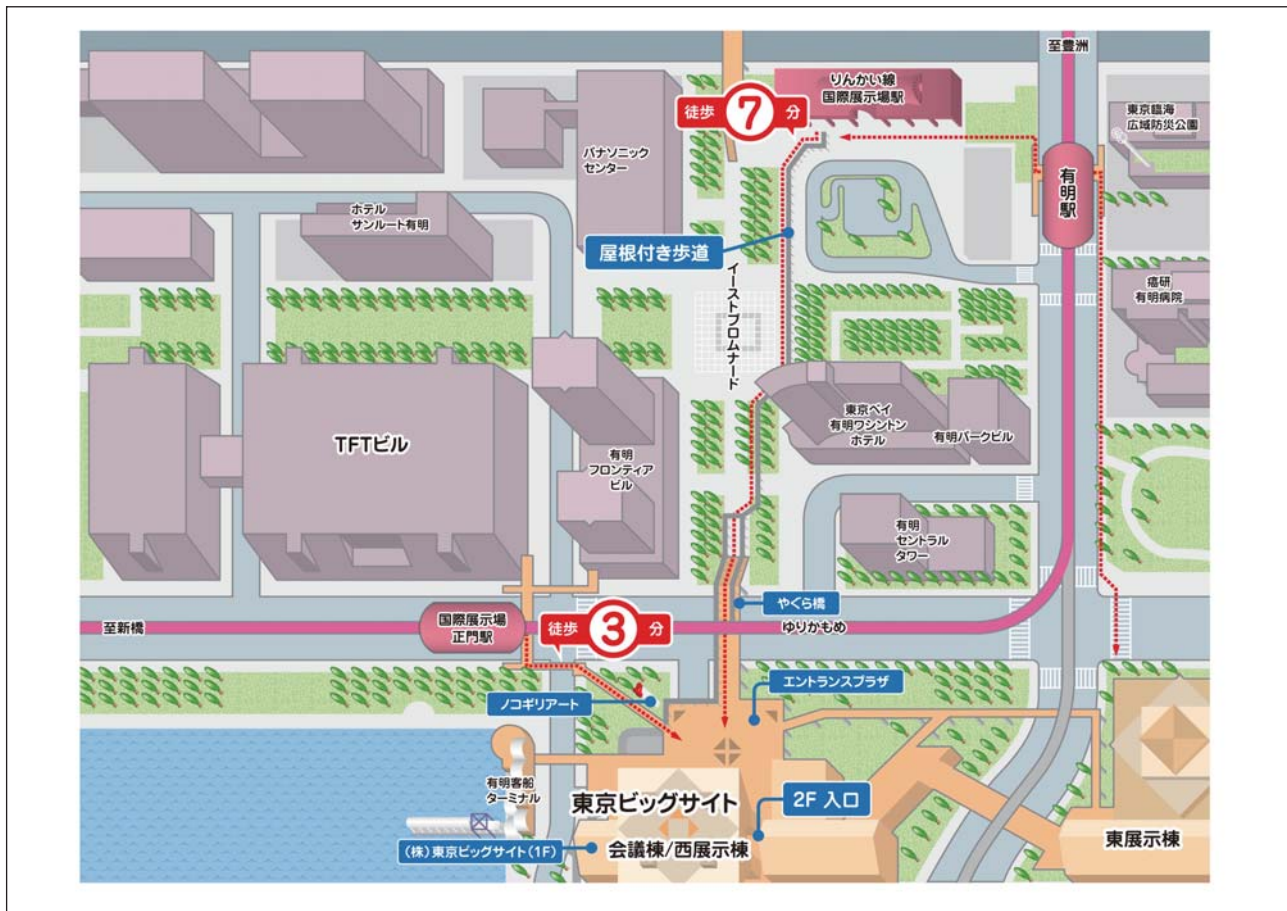 至豊洲
りんかい線
国際展示場駅
徒歩 7 分
東京臨海
広域防災公園
パナソニック
センター
有明駅
ホテル
サンルート有明
屋根付き歩道
イーストプロムナード
癌研
有明病院
TFTビル
東京ベイ
有明ワシントン
ホテル
有明パークビル
有明
フロンティア
ビル
有明
セントラル
タワー
やぐら橋
国際展示場
正門駅
至新橋
徒歩 3 分
ゆりかもめ
エントランスプラザ
ノコギリアート
有明客船
ターミナル
東京ビッグサイト
2F 入口
(株)東京ビッグサイト(1F)
会議棟/西展示棟
東展示棟